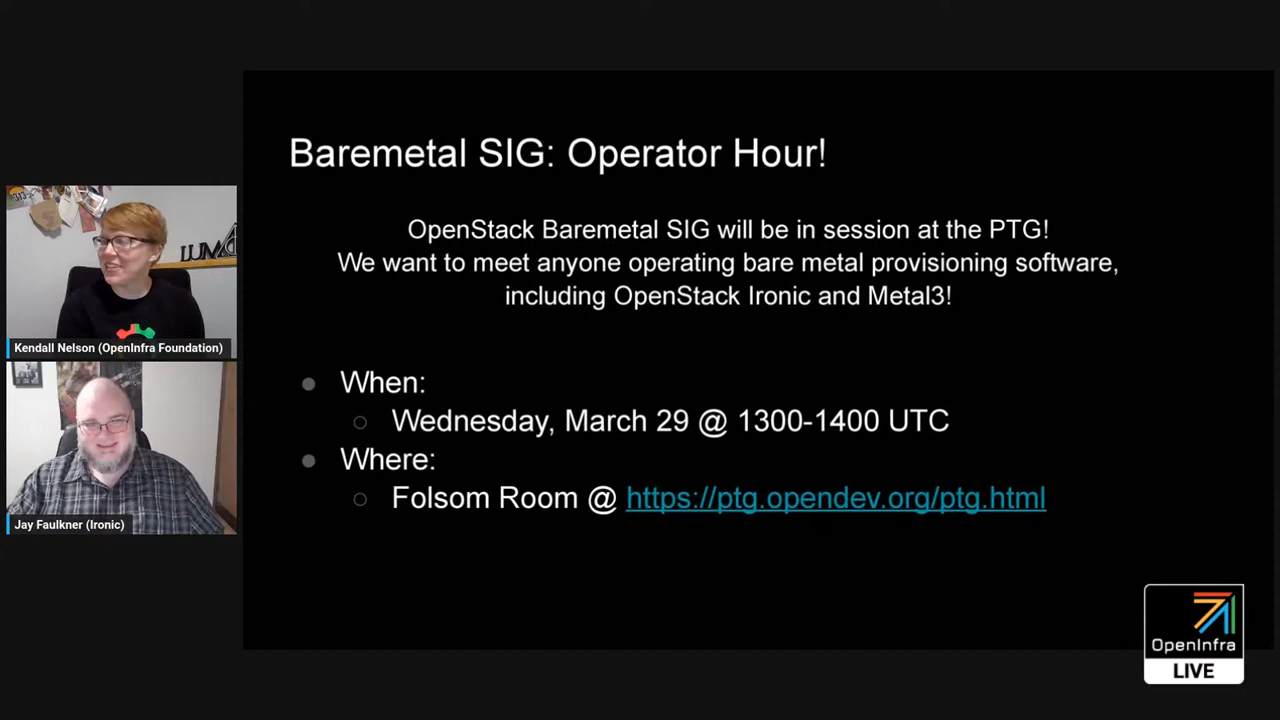 Baremetal SIG: Operator Hour!
OpenStack Baremetal SIG will be in session at the PTG!
We want to meet anyone operating bare metal provisioning software,
including OpenStack Ironic and Metal3!
● When:
○ Wednesday, March 29 @ 1300-1400 UTC
● Where:
○ Folsom Room @ https://ptg.opendev.org/ptg.html
Kendall Nelson (OpenInfra Foundation)
Jay Faulkner (Ironic)
OpenInfra
LIVE